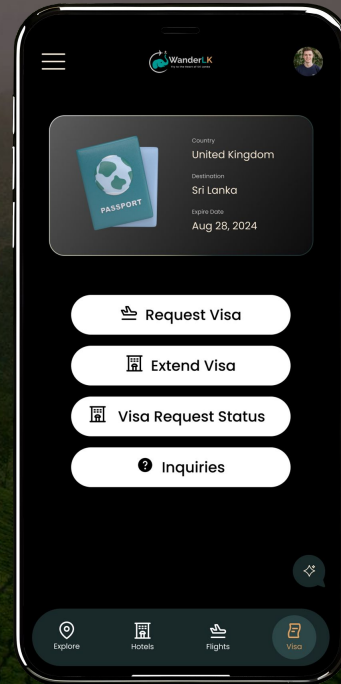 WanderLK
Country
United Kingdom
PASSPORT
Destination
Sri Lanka
Expire Date
Aug 28, 2024
Request Visa
Extend Visa
Visa Request Status
Inquiries
Explore
Hotels
Flights
Visa